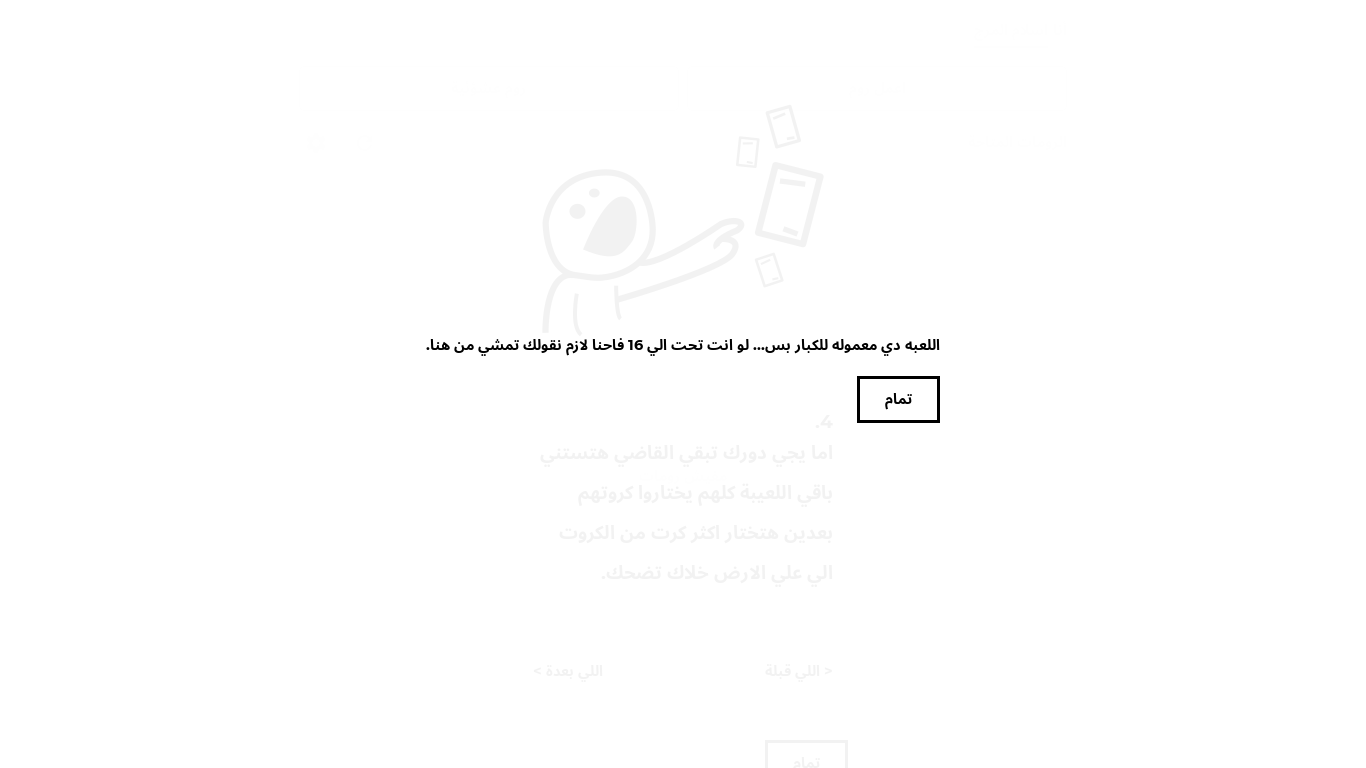 اللعبه دي معموله للكبار بس... لو انت تحت الي 16 فاحنا لازم نقولك تمشي من هنا.
تمام
4.
اما يجي دورك تبقي القاضي هتستني
باقي اللعيبة كلهم يختاروا كروتهم
بعدين هتختار اكثر كرت من الكروت
الي علي الارض خلاك تضحك.
< اللي قبلة
اللي بعدة >
تمام